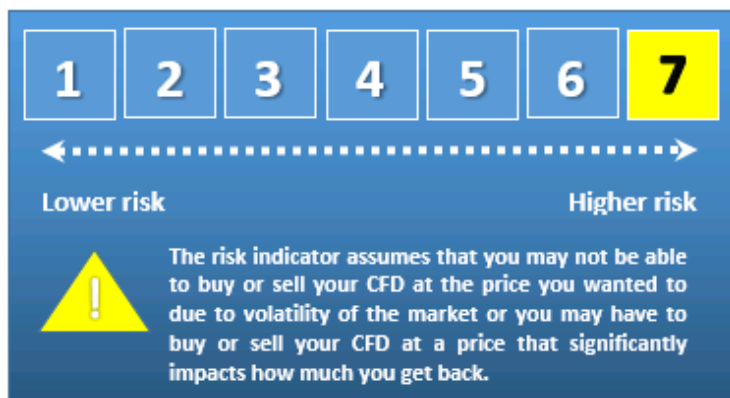 1 2 3 4 5 6 7
Lower risk Higher risk
!
The risk indicator assumes that you may not be able
to buy or sell your CFD at the price you wanted to
due to volatility of the market or you may have to
buy or sell your CFD at a price that significantly
impacts how much you get back.